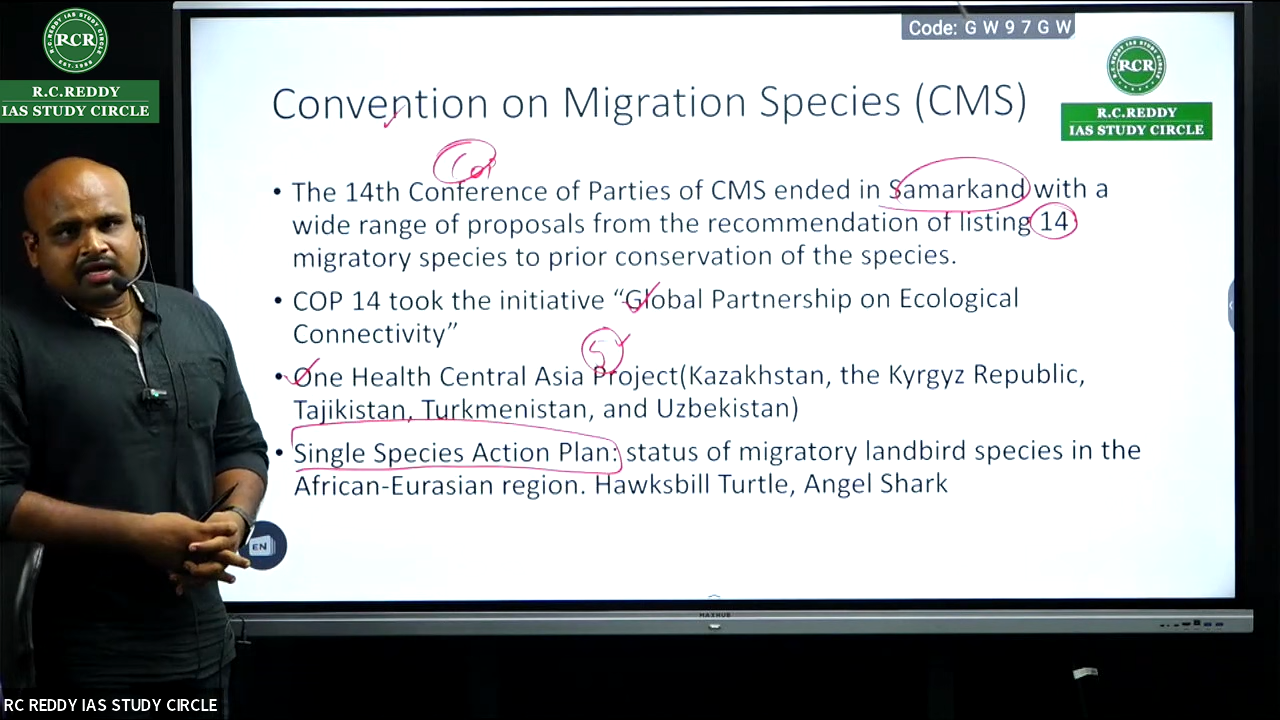 RCR
R.C.REDDY
IAS STUDY CIRCLE
Code: G W 9 7 G W
RCR
R.C.REDDY
IAS STUDY CIRCLE
Convention on Migration Species (CMS)
Cop
• The 14th Conference of Parties of CMS ended in Samarkand with a
wide range of proposals from the recommendation of listing 14
migratory species to prior conservation of the species.
• COP 14 took the initiative “Global Partnership on Ecological
Connectivity”
5
• One Health Central Asia Project(Kazakhstan, the Kyrgyz Republic,
Tajikistan, Turkmenistan, and Uzbekistan)
• Single Species Action Plan: status of migratory landbird species in the
African-Eurasian region. Hawksbill Turtle, Angel Shark
EN
MAXHUB
RC REDDY IAS STUDY CIRCLE